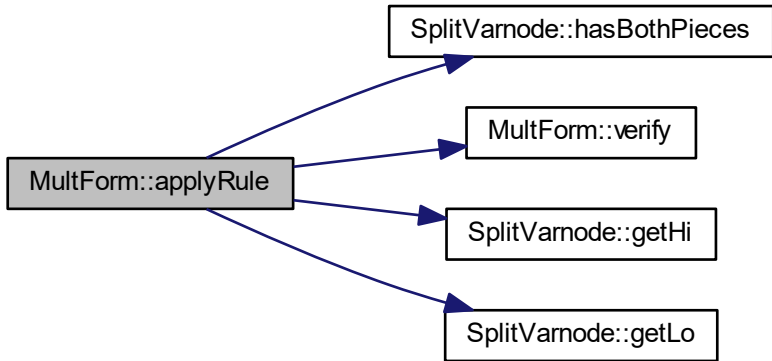 SplitVarnode::hasBothPieces
MultForm::verify
MultForm::applyRule
SplitVarnode::getHi
SplitVarnode::getLo